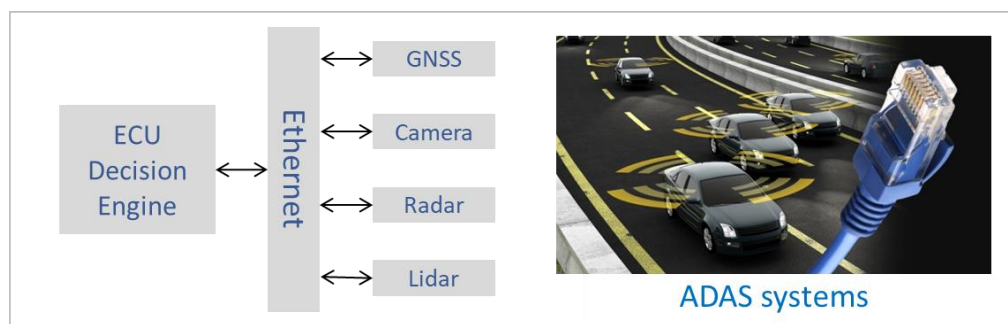 ECU
Decision
Engine
Ethernet
GNSS
Camera
Radar
Lidar
ADAS systems